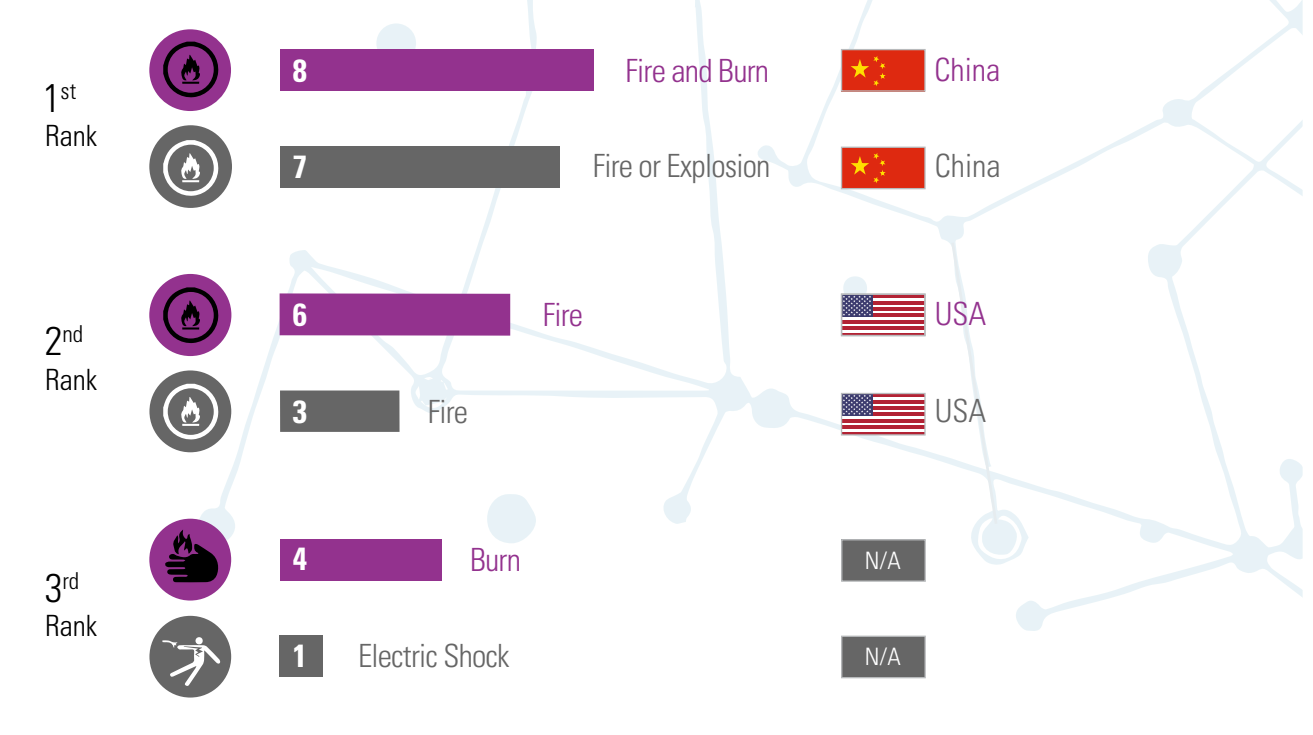 1st
Rank
8 Fire and Burn China
7 Fire or Explosion China
2nd
Rank
6 Fire USA
3 Fire USA
3rd
Rank
4 Burn N/A
1 Electric Shock N/A